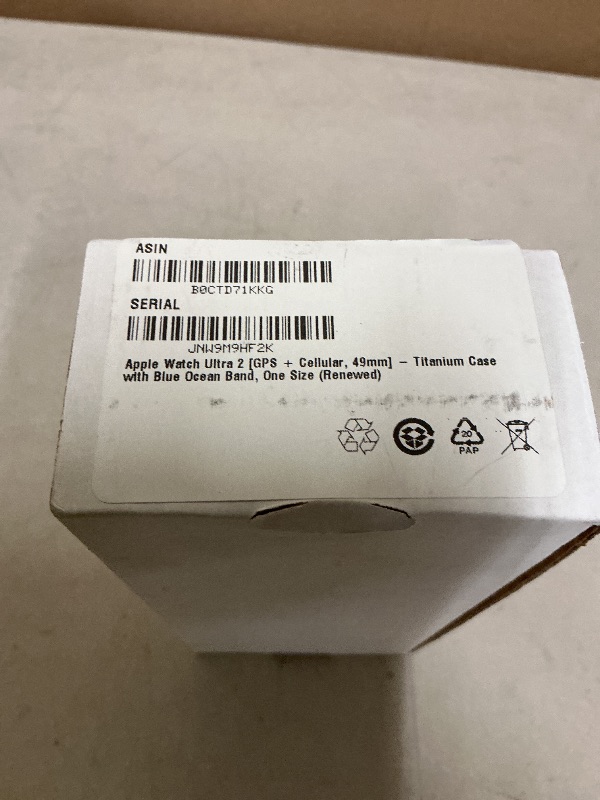 ASIN
B0CTD71KKG
SERIAL
JNW9M9HF2K
Apple Watch Ultra 2 [GPS + Cellular, 49mm] – Titanium Case
with Blue Ocean Band, One Size (Renewed)
20
PAP